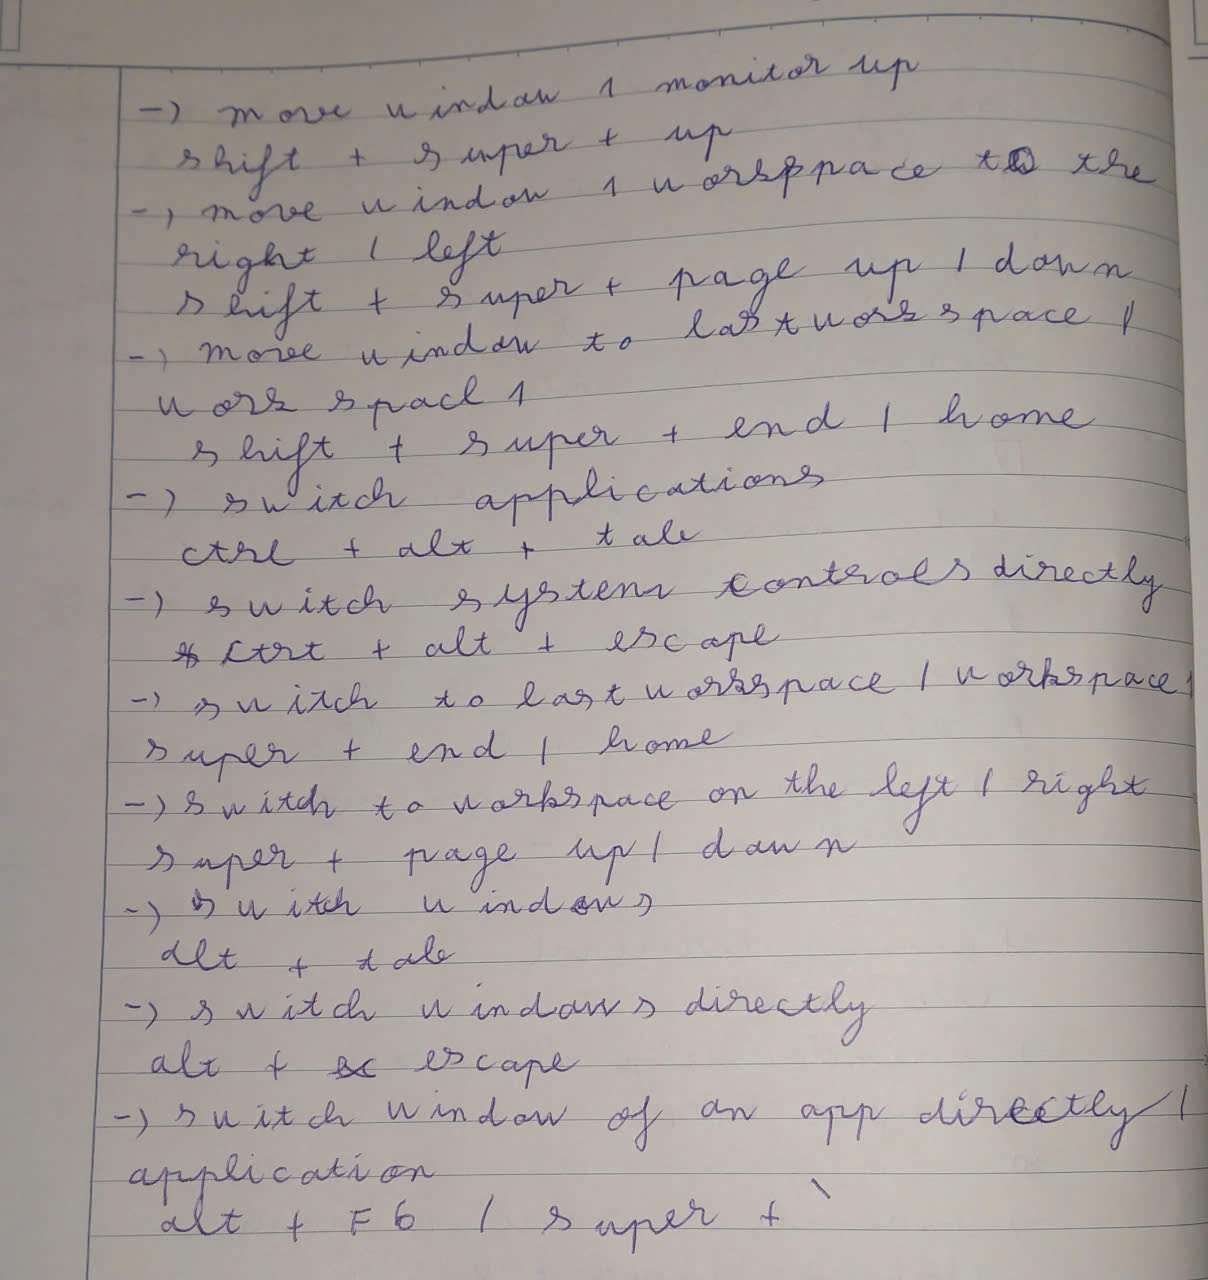 -) move window 1 monitor up
shift + super + up
-) move window 1 worspace to the
right / left
shift + super + page up / down
-) move window to last workspace /
work space 1
shift + super + end / home
-) switch applications
ctrl + alt + tab
-) switch system controls directly
ctrl + alt + escape
-) switch to last workspace / workspace 1
super + end / home
-) switch to workspace on the left / right
super + page up / down
-) switch windows
alt + tab
-) switch windows directly
alt + escape
-) switch window of an app directly /
application
alt + F6 / super + `